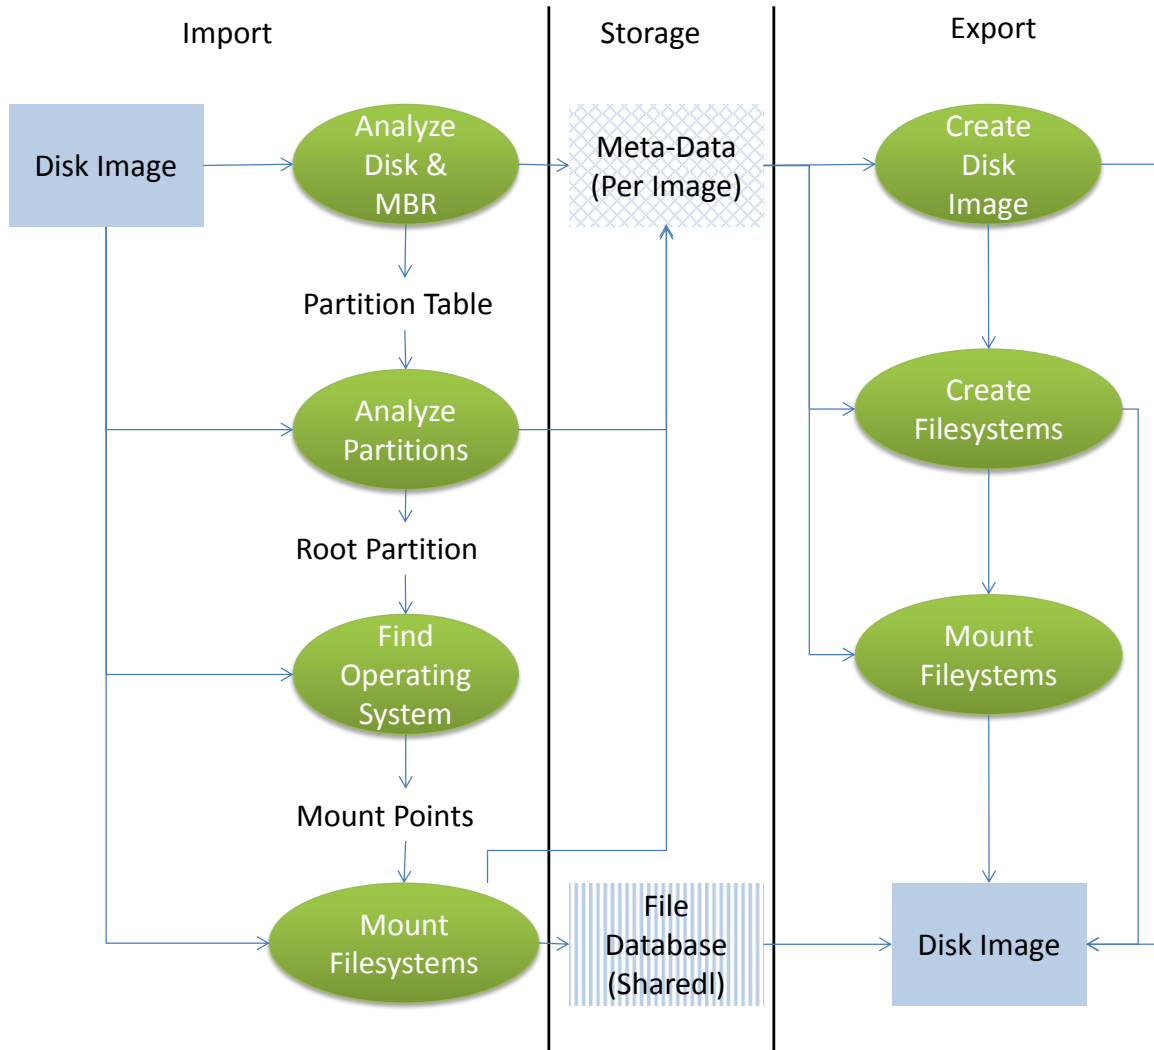 Import
Storage
Export
Disk Image
Analyze
Disk &
MBR
Meta-Data
(Per Image)
Create
Disk
Image
Partition Table
Analyze
Partitions
Create
Filesystems
Root Partition
Find
Operating
System
Mount
Fileystems
Mount Points
Mount
Filesystems
File
Database
(Sharedl)
Disk Image